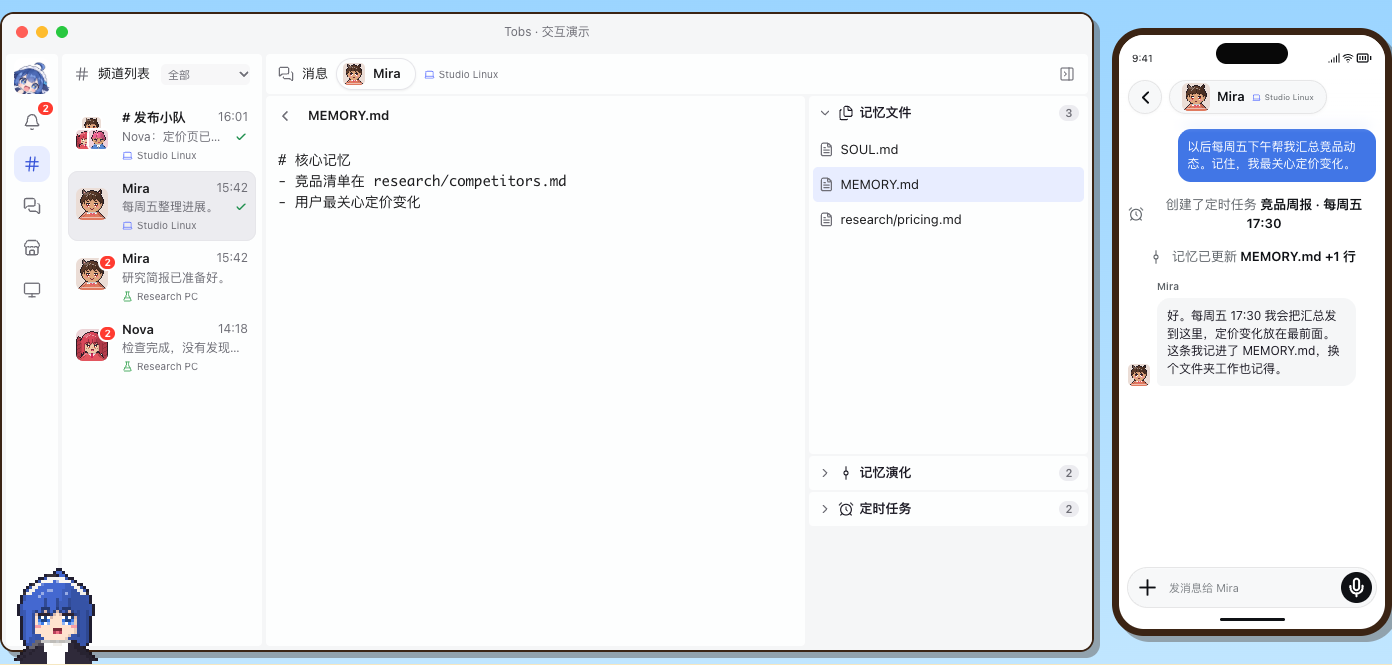 Tobs · 交互演示
2
# 频道列表
全部
# 发布小队 16:01
Nova：定价页已...
Studio Linux
Mira 15:42
每周五整理进展。
Studio Linux
2
Mira 15:42
研究简报已准备好。
Research PC
2
Nova 14:18
检查完成，没有发现...
Research PC
消息
Mira
Studio Linux
MEMORY.md
# 核心记忆
- 竞品清单在 research/competitors.md
- 用户最关心定价变化
记忆文件 3
SOUL.md
MEMORY.md
research/pricing.md
记忆演化 2
定时任务 2
9:41
Mira
Studio Linux
以后每周五下午帮我汇总竞品动
态。记住，我最关心定价变化。
创建了定时任务 竞品周报 · 每周五
17:30
记忆已更新 MEMORY.md +1 行
Mira
好。每周五 17:30 我会把汇总发
到这里，定价变化放在最前面。
这条我记进了 MEMORY.md，换
个文件夹工作也记得。
发消息给 Mira